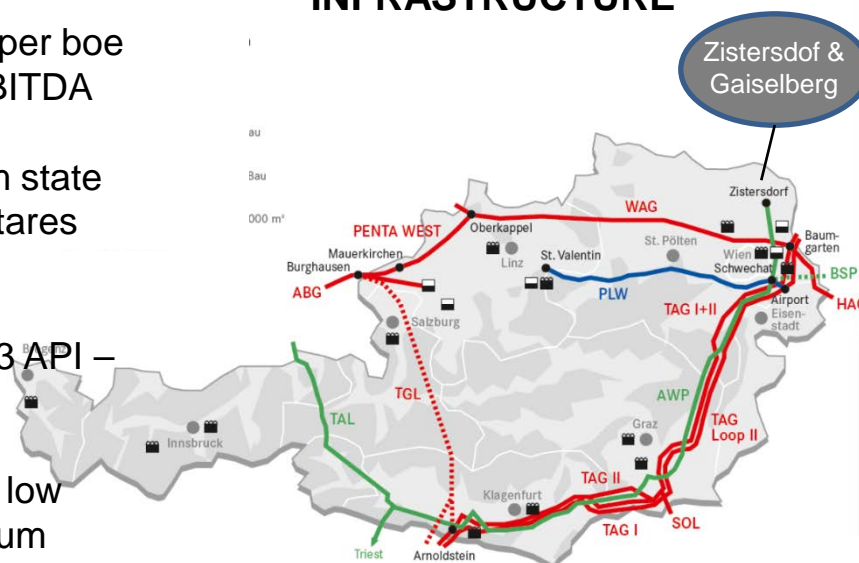 INFRASTRUCTURE
per boe
BITDA
state
tares
3 API –
low
um
Zistersdof &
Gaiselberg
au
Bau
000 m³
Zistersdorf
WAG
PENTA WEST
Oberkappel
Mauerkirchen
Burghausen
ABG
Linz
St. Valentin
St. Pölten
Wien
Schwechat
Baum-
garten
BSP
PLW
Airport
HAG
Eisen-
stadt
TAG I+II
Salzburg
TGL
TAL
AWP
TAG
Loop II
Innsbruck
Graz
TAG II
Klagenfurt
TAG I
SOL
Triest
Arnoldstein